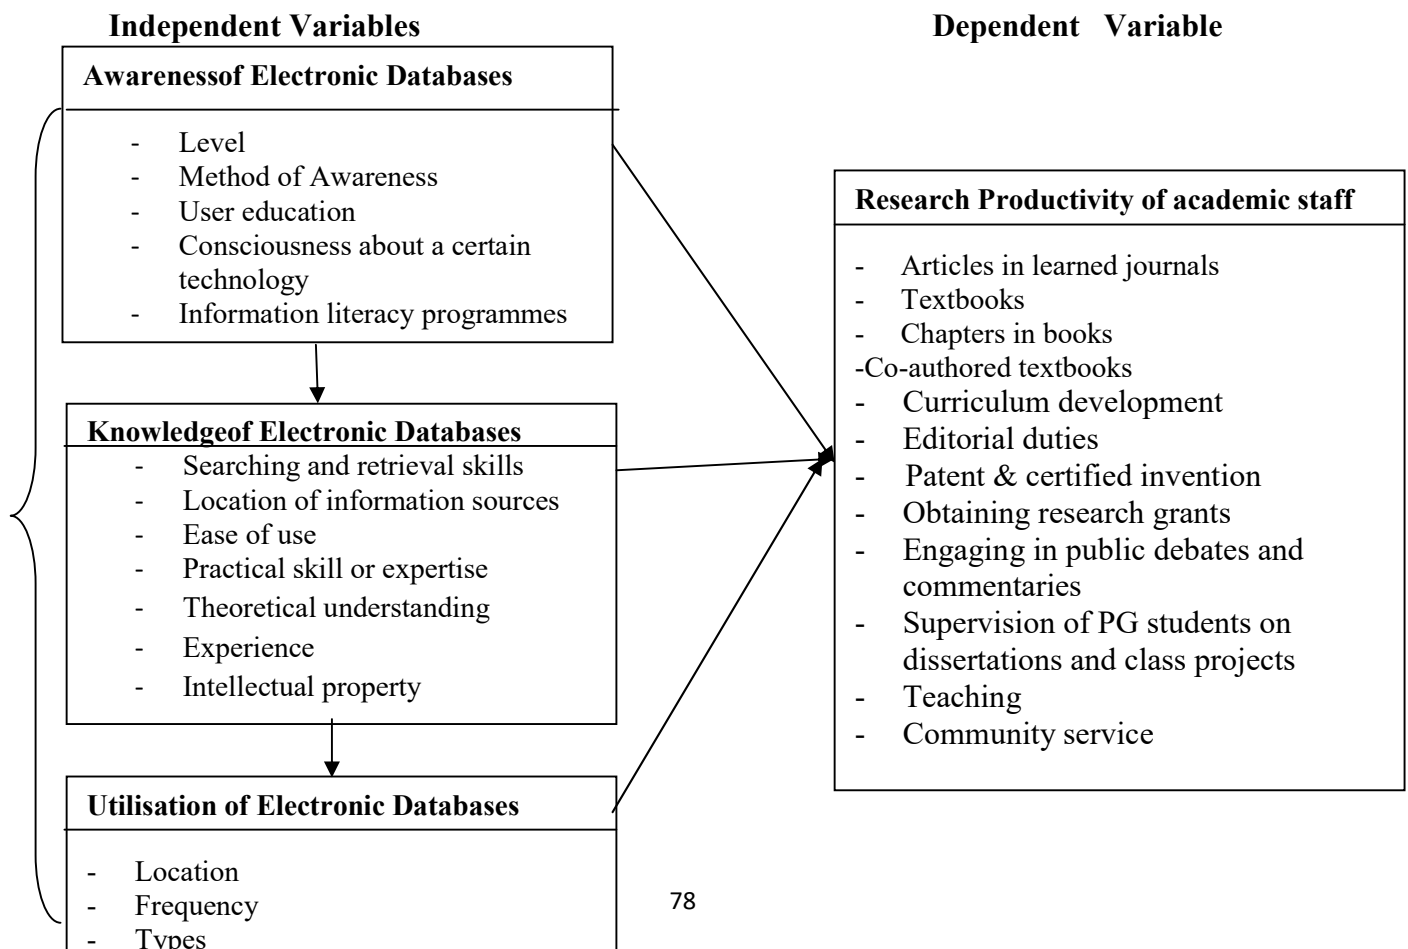 Independent Variables
Dependent Variable
Awarenessof Electronic Databases
- Level
- Method of Awareness
- User education
- Consciousness about a certain
technology
- Information literacy programmes
Knowledgeof Electronic Databases
- Searching and retrieval skills
- Location of information sources
- Ease of use
- Practical skill or expertise
- Theoretical understanding
- Experience
- Intellectual property
Utilisation of Electronic Databases
- Location
- Frequency
- Types
Research Productivity of academic staff
- Articles in learned journals
- Textbooks
- Chapters in books
-Co-authored textbooks
- Curriculum development
- Editorial duties
- Patent & certified invention
- Obtaining research grants
- Engaging in public debates and
commentaries
- Supervision of PG students on
dissertations and class projects
- Teaching
- Community service
78